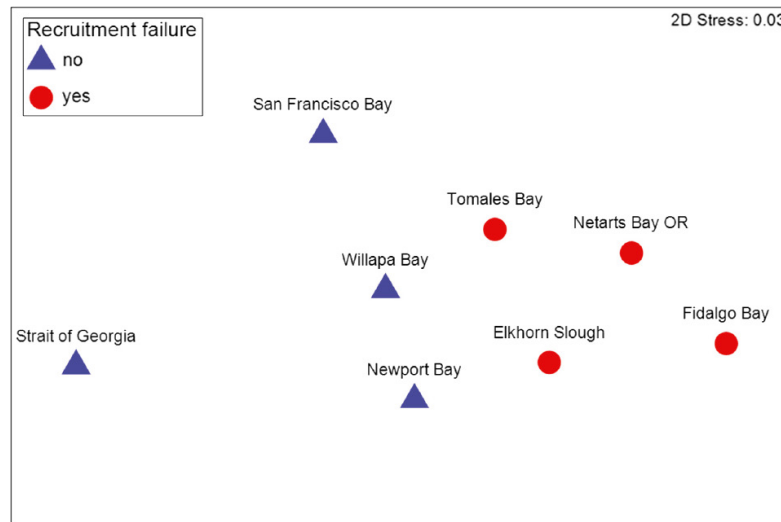 Recruitment failure
no
yes
2D Stress: 0.03
San Francisco Bay
Tomales Bay
Netarts Bay OR
Willapa Bay
Fidalgo Bay
Strait of Georgia
Elkhorn Slough
Newport Bay